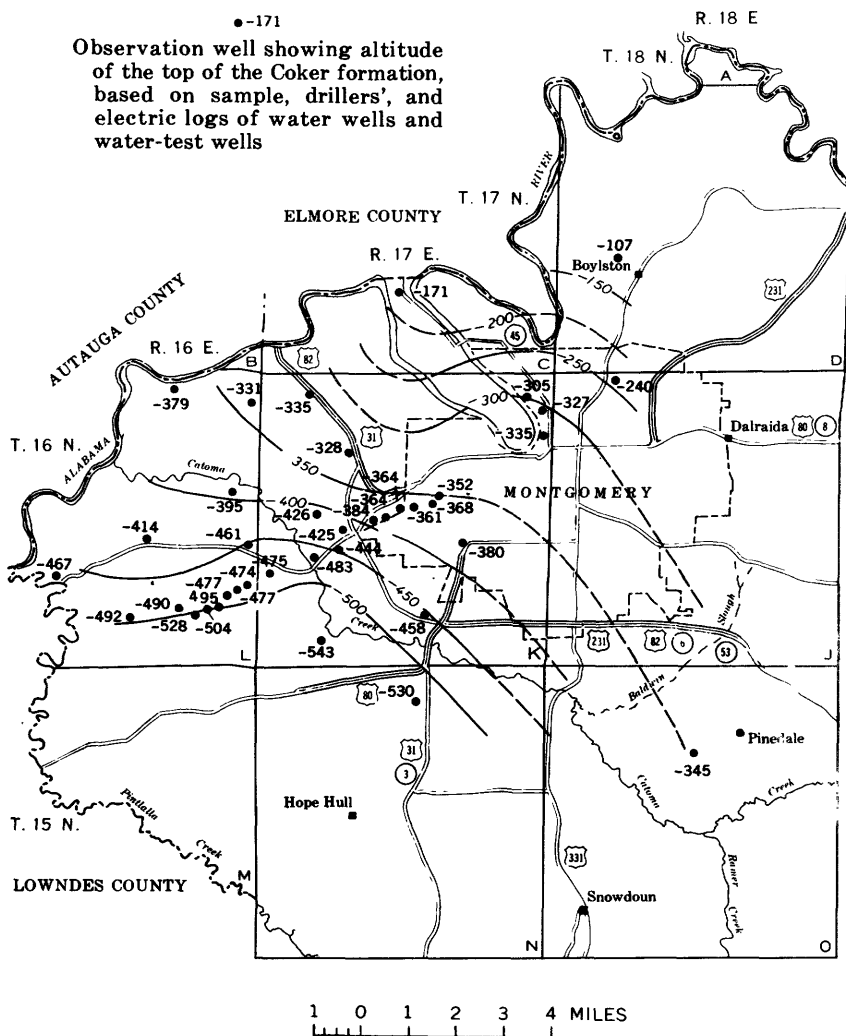 -171
Observation well showing altitude
of the top of the Coker formation,
based on sample, drillers', and
electric logs of water wells and
water-test wells
R. 18 E
T. 18 N.
A
T. 17 N.
RIVER
ELMORE COUNTY
-107
Boylston
-150
231
R. 17 E.
-171
AUTAUGA COUNTY
200
45
R. 16 E.
82
B
C
-250
D
-379
-331
-335
-305
-327
-240
-300
-335
Dalraida
80
8
31
T. 16 N.
ALABAMA
-328
Catoma
350
-364
-352
MONTGOMERY
-395
-400
-426
-364
-384
-368
-361
-414
-461
-425
-444
-380
-467
-475
-483
-474
-477
-477
-450
495
-490
-500
-492
-528
-504
-458
Slough
Creek
231
82
6
53
-543
L
K
J
Baldwin
80
-530
Pinedale
31
-345
3
Catoma
Creek
Hope Hull
Pintlalla
T. 15 N.
331
Creek
Ramer
LOWNDES COUNTY
M
Snowdoun
Creek
N
O
1 0 1 2 3 4 MILES